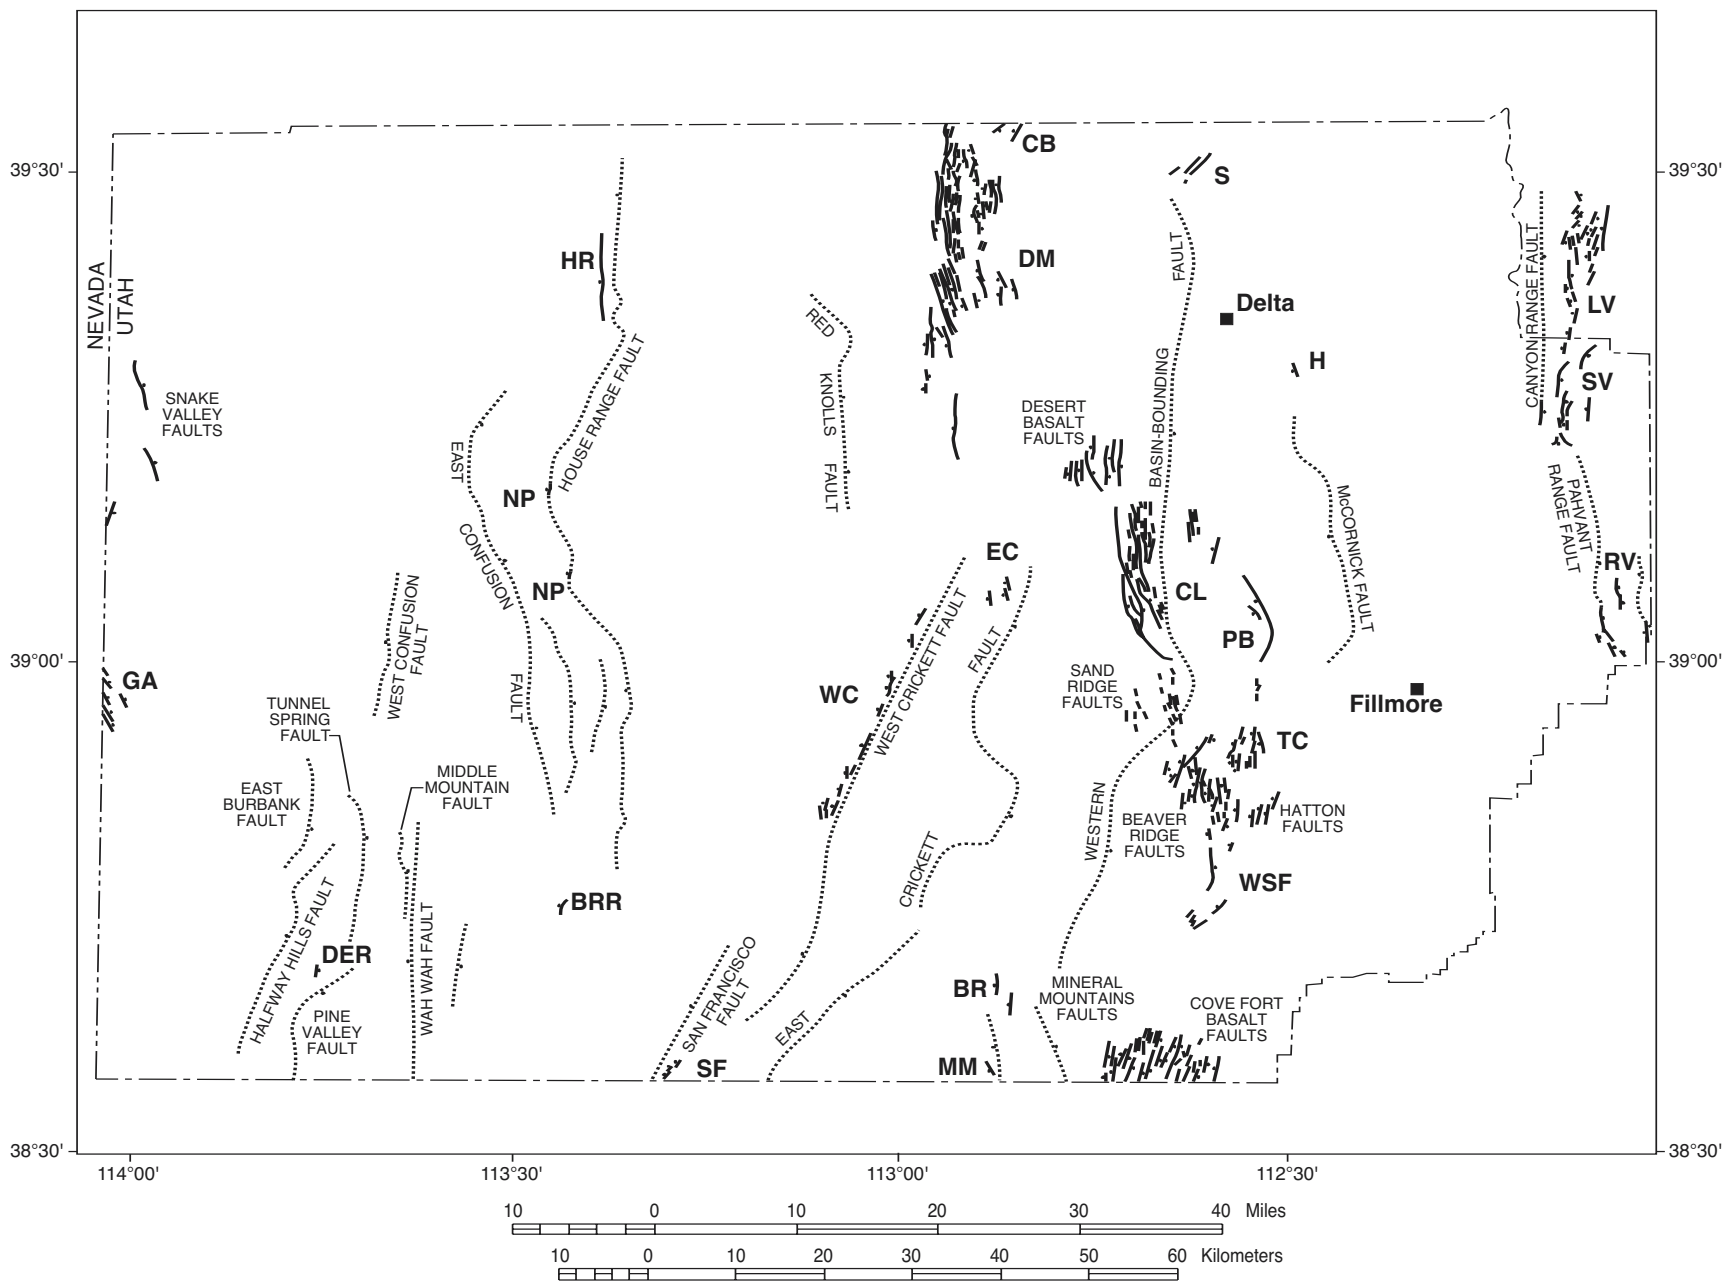 CB
S
39°30'
39°30'
HR
DM
FAULT
CANYON RANGE FAULT
NEVADA
UTAH
Delta
LV
RED
HOUSE RANGE FAULT
H
SV
SNAKE
VALLEY
FAULTS
KNOLLS
FAULT
DESERT
BASALT
FAULTS
BASIN-BOUNDING
EAST
CONFUSION
FAULT
NP
McCORNICK FAULT
PAHVANT
RANGE FAULT
EC
RV
NP
CL
WEST CONFUSION
FAULT
WEST CRICKETT FAULT
FAULT
PB
39°00'
39°00'
GA
WC
SAND
RIDGE
FAULTS
Fillmore
TUNNEL
SPRING
FAULT
TC
MIDDLE
MOUNTAIN
FAULT
EAST
BURBANK
FAULT
WESTERN
BEAVER
RIDGE
FAULTS
HATTON
FAULTS
CRICKETT
WSF
BRR
HALFWAY HILLS FAULT
DER
WAH WAH FAULT
PINE
VALLEY
FAULT
SAN FRANCISCO
FAULT
EAST
BR
MINERAL
MOUNTAINS
FAULTS
COVE FORT
BASALT
FAULTS
SF
MM
38°30'
38°30'
114°00'
113°30'
113°00'
112°30'
10 0 10 20 30 40 Miles
10 0 10 20 30 40 50 60 Kilometers